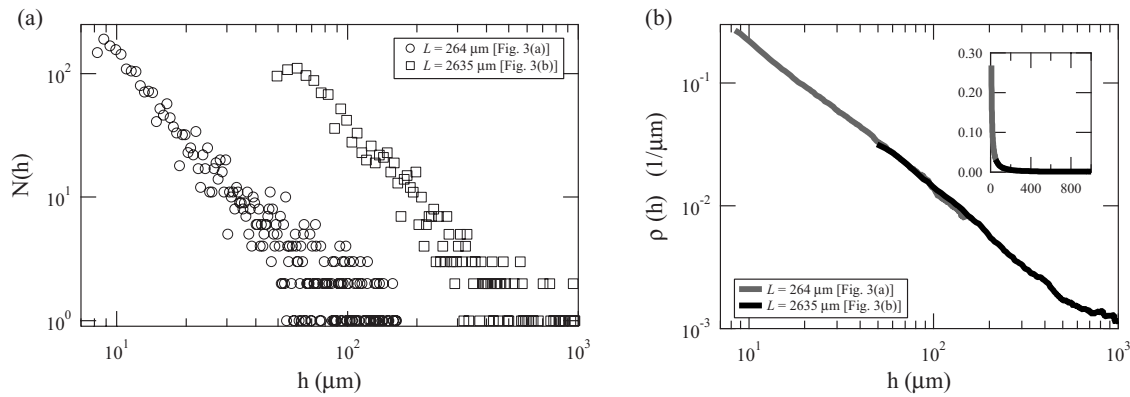 (a)
N(h)
10²
10¹
10⁰
L = 264 μm [Fig. 3(a)]
L = 2635 μm [Fig. 3(b)]
10¹ 10² 10³
h (μm)
(b)
ρ (h) (1/μm)
10⁻¹
10⁻²
10⁻³
0.30
0.20
0.10
0.00
0 400 800
L = 264 μm [Fig. 3(a)]
L = 2635 μm [Fig. 3(b)]
10¹ 10² 10³
h (μm)